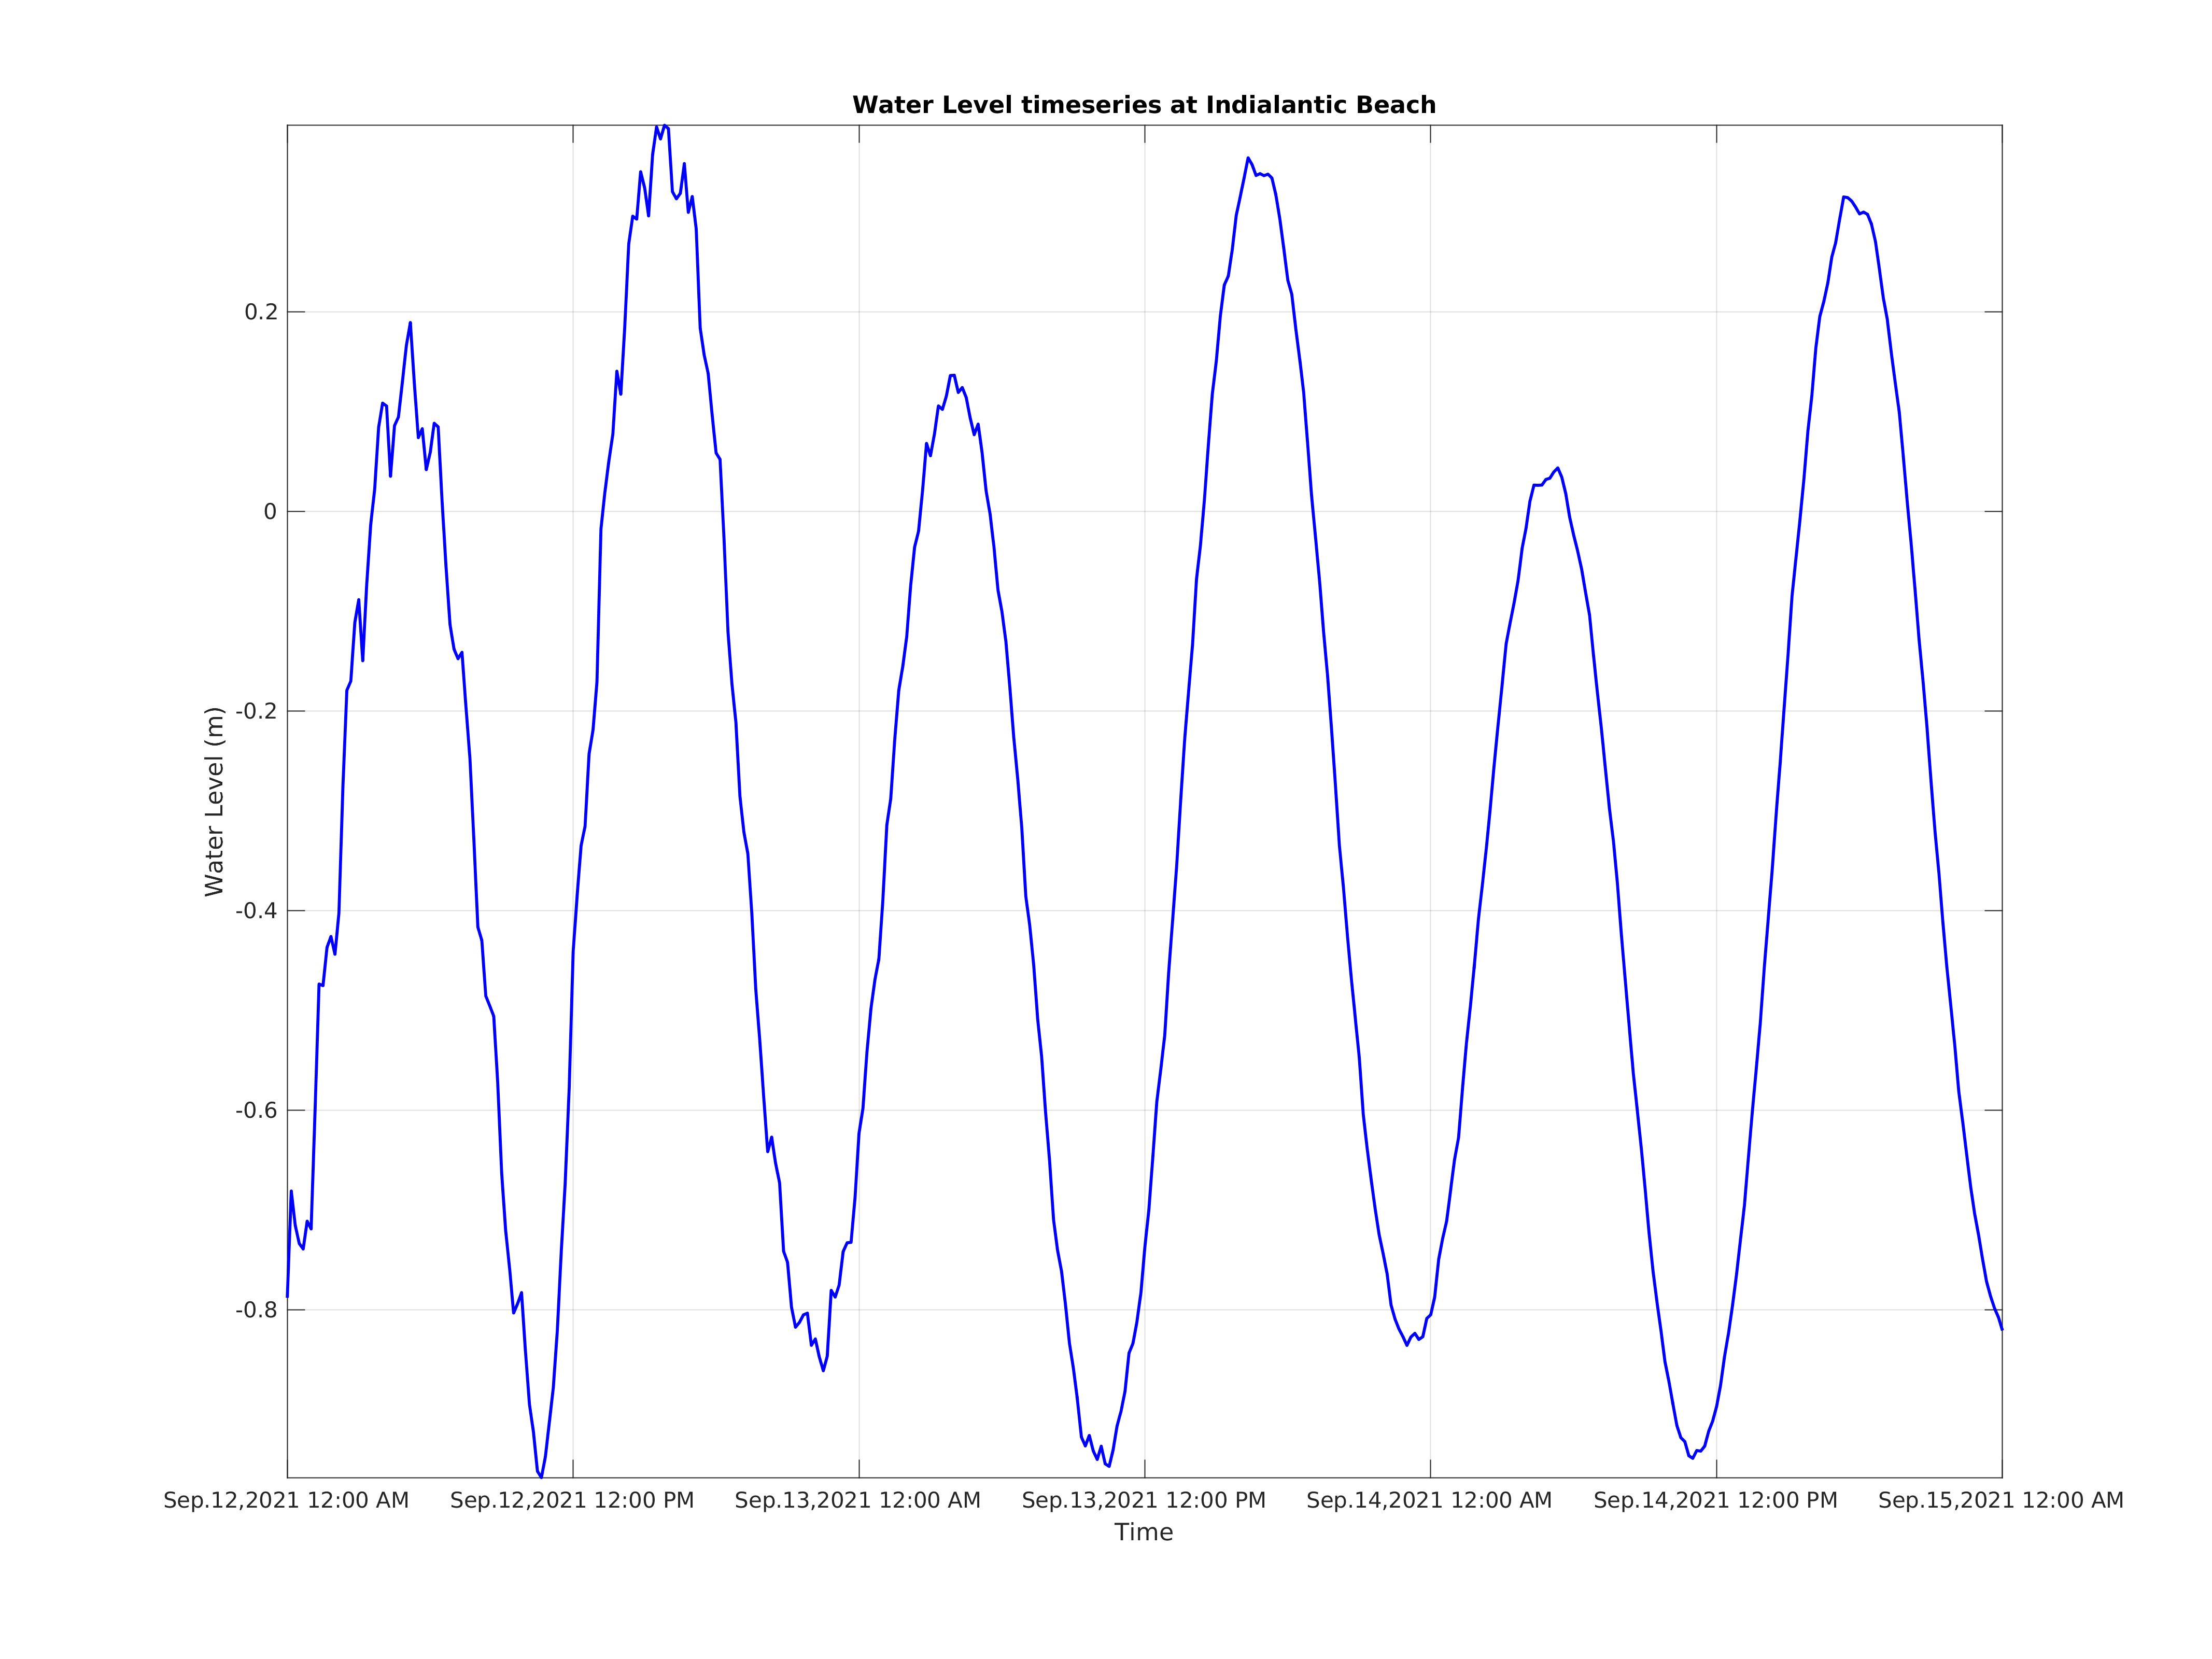 Water Level timeseries at Indialantic Beach
0.2
0
-0.2
-0.4
-0.6
-0.8
Water Level (m)
Sep.12,2021 12:00 AM Sep.12,2021 12:00 PM Sep.13,2021 12:00 AM Sep.13,2021 12:00 PM Sep.14,2021 12:00 AM Sep.14,2021 12:00 PM Sep.15,2021 12:00 AM
Time